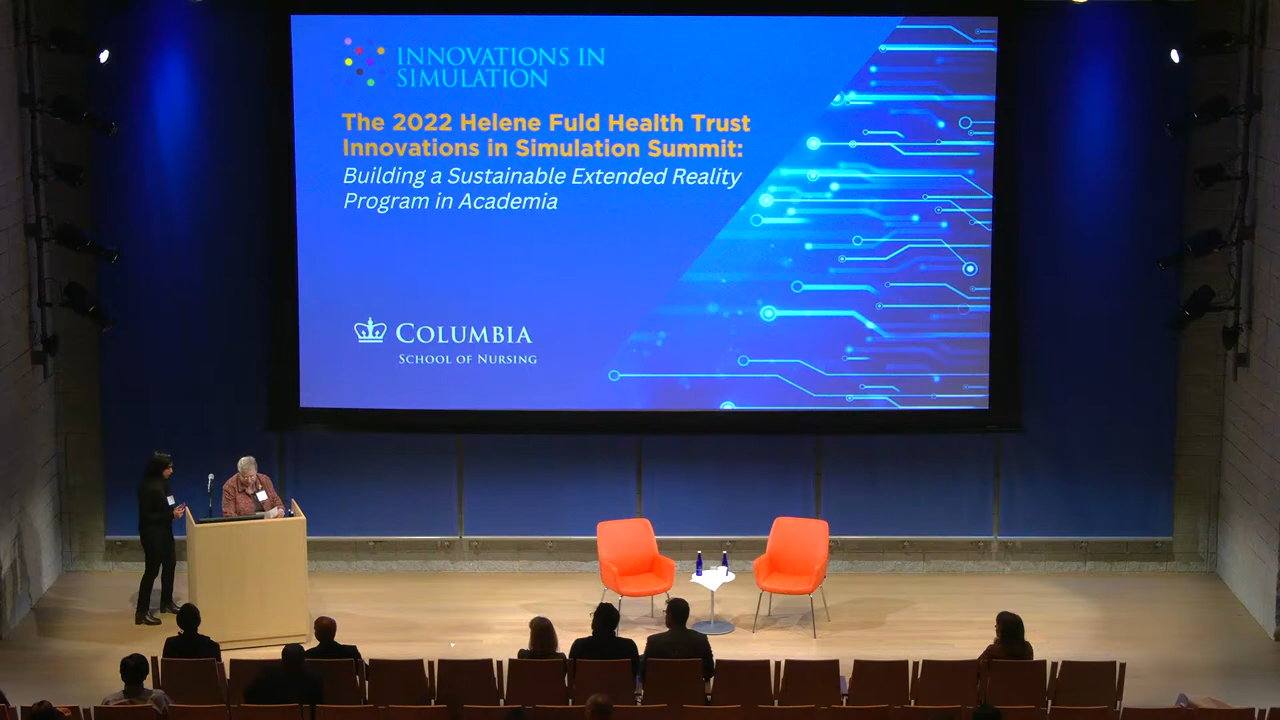 INNOVATIONS IN
SIMULATION
The 2022 Helene Fuld Health Trust
Innovations in Simulation Summit:
Building a Sustainable Extended Reality
Program in Academia
COLUMBIA
SCHOOL OF NURSING